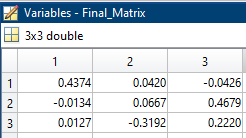 Variables - Final_Matrix
3x3 double
1 2 3
1 0.4374 0.0420 -0.0426
2 -0.0134 0.0667 0.4679
3 0.0127 -0.3192 0.2220